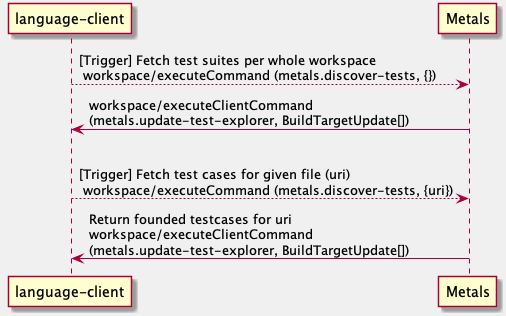 language-client
Metals
[Trigger] Fetch test suites per whole workspace
workspace/executeCommand (metals.discover-tests, {})
workspace/executeClientCommand
(metals.update-test-explorer, BuildTargetUpdate[])
[Trigger] Fetch test cases for given file (uri)
workspace/executeCommand (metals.discover-tests, {uri})
Return founded testcases for uri
workspace/executeClientCommand
(metals.update-test-explorer, BuildTargetUpdate[])
language-client
Metals